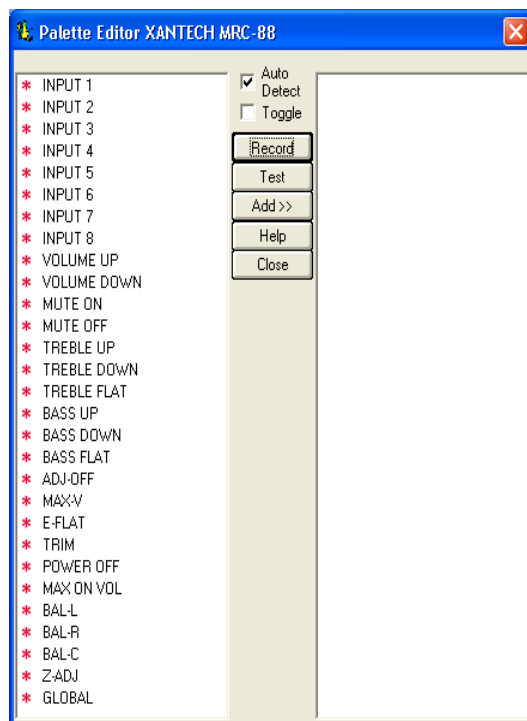 Palette Editor XANTECH MRC-88
* INPUT 1
* INPUT 2
* INPUT 3
* INPUT 4
* INPUT 5
* INPUT 6
* INPUT 7
* INPUT 8
* VOLUME UP
* VOLUME DOWN
* MUTE ON
* MUTE OFF
* TREBLE UP
* TREBLE DOWN
* TREBLE FLAT
* BASS UP
* BASS DOWN
* BASS FLAT
* ADJ-OFF
* MAX-V
* E-FLAT
* TRIM
* POWER OFF
* MAX ON VOL
* BAL-L
* BAL-R
* BAL-C
* Z-ADJ
* GLOBAL
Auto
Detect
Toggle
Record
Test
Add >>
Help
Close